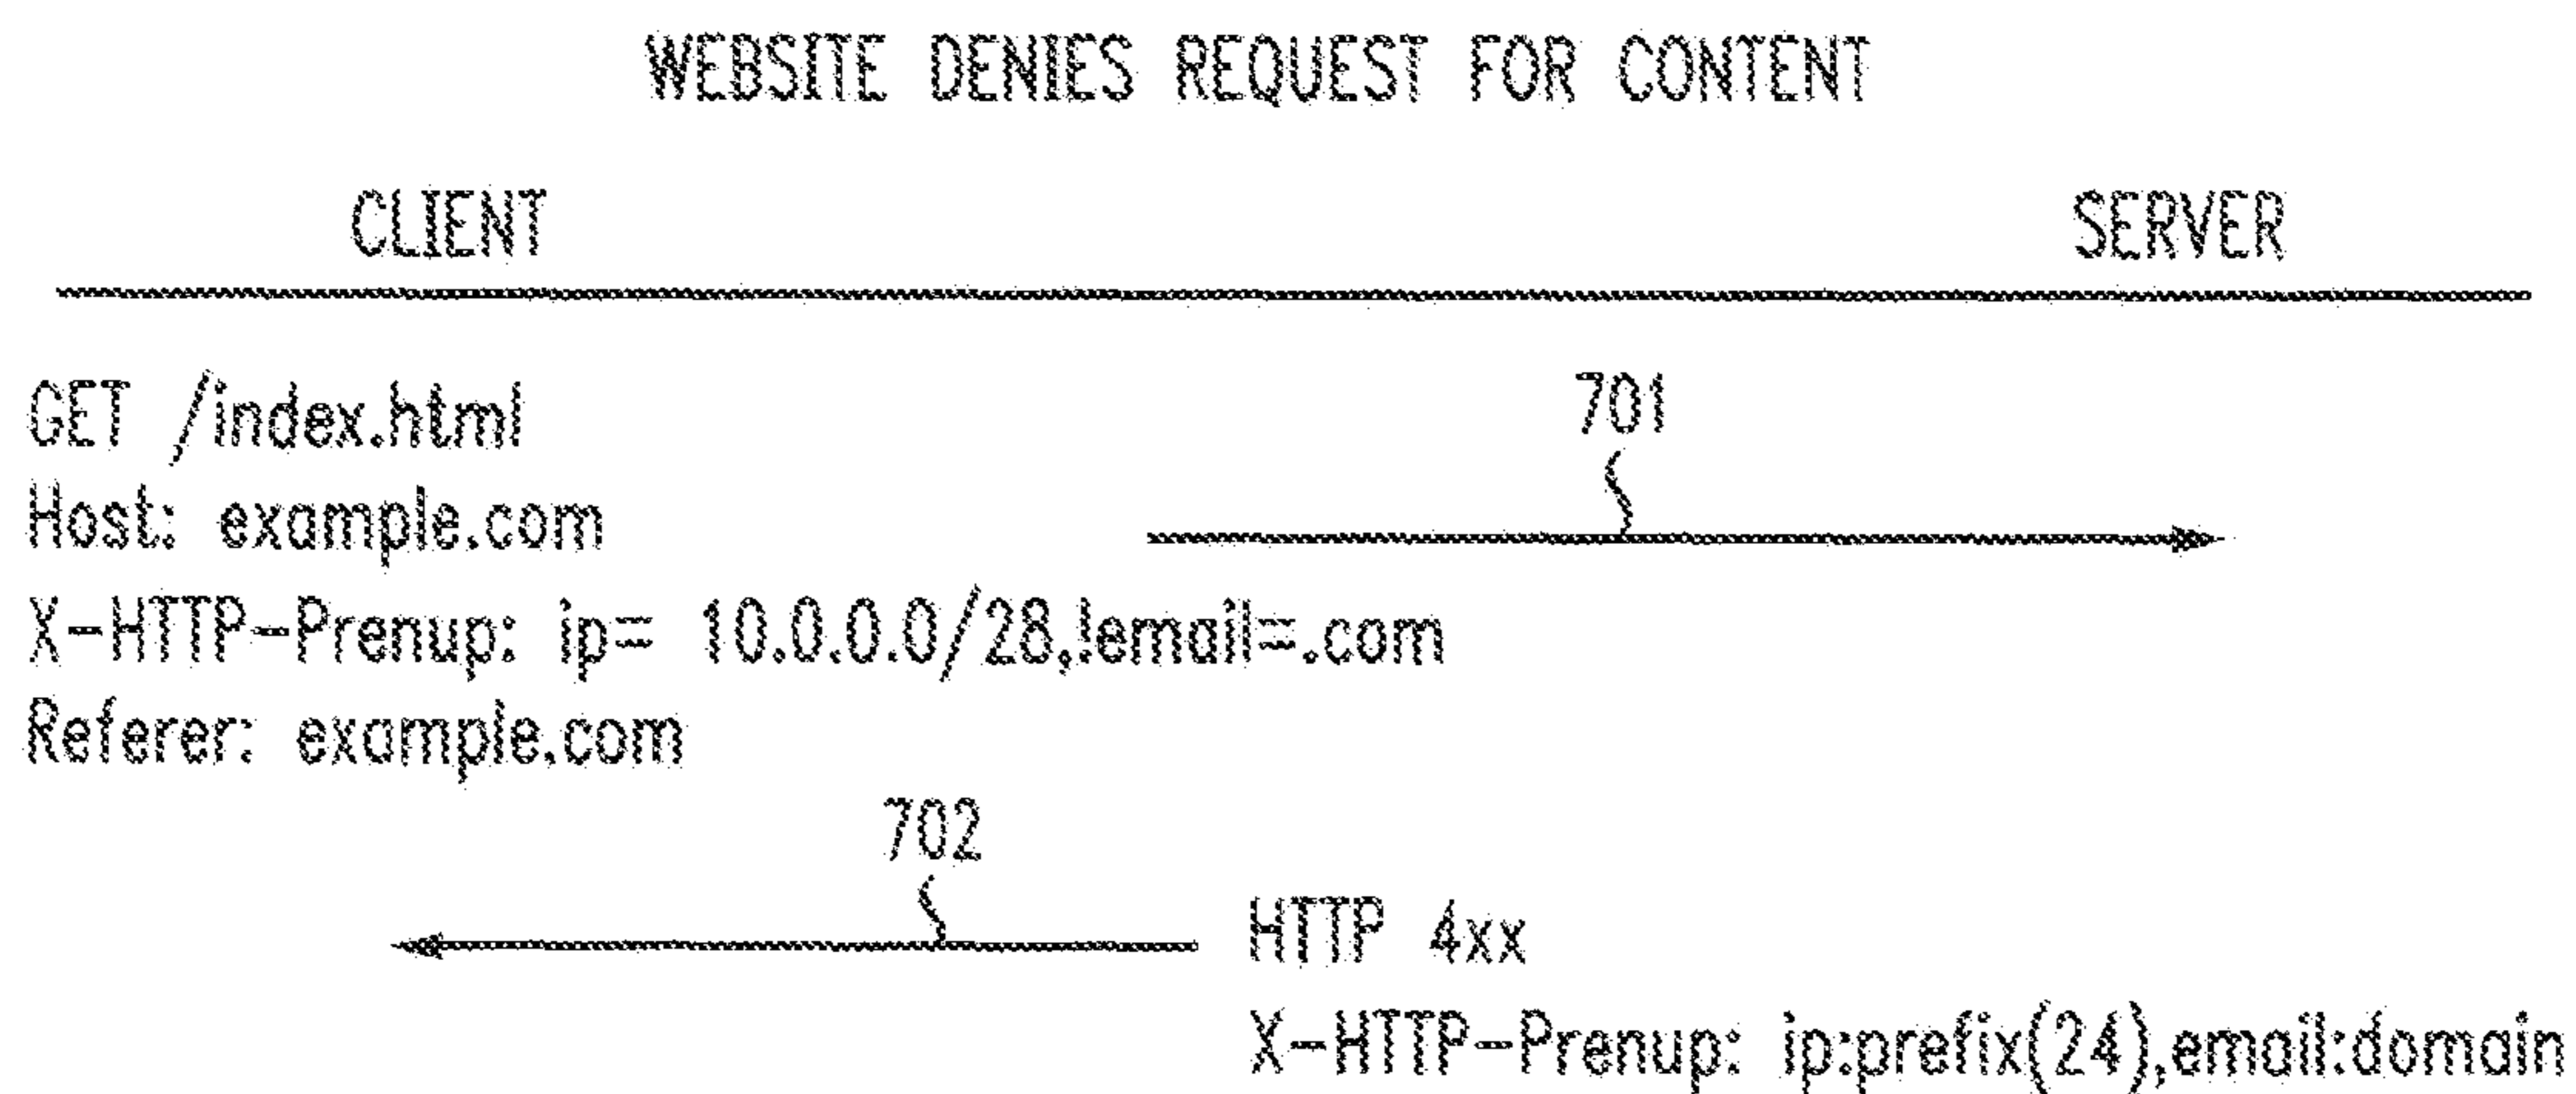 WEBSITE DENIES REQUEST FOR CONTENT
CLIENT SERVER
GET /index.html
701
Host: example.com
X-HTTP-Prenup: ip= 10.0.0.0/28,!email=.com
Referer: example.com
702
HTTP 4xx
X-HTTP-Prenup: ip:prefix(24),email:domain